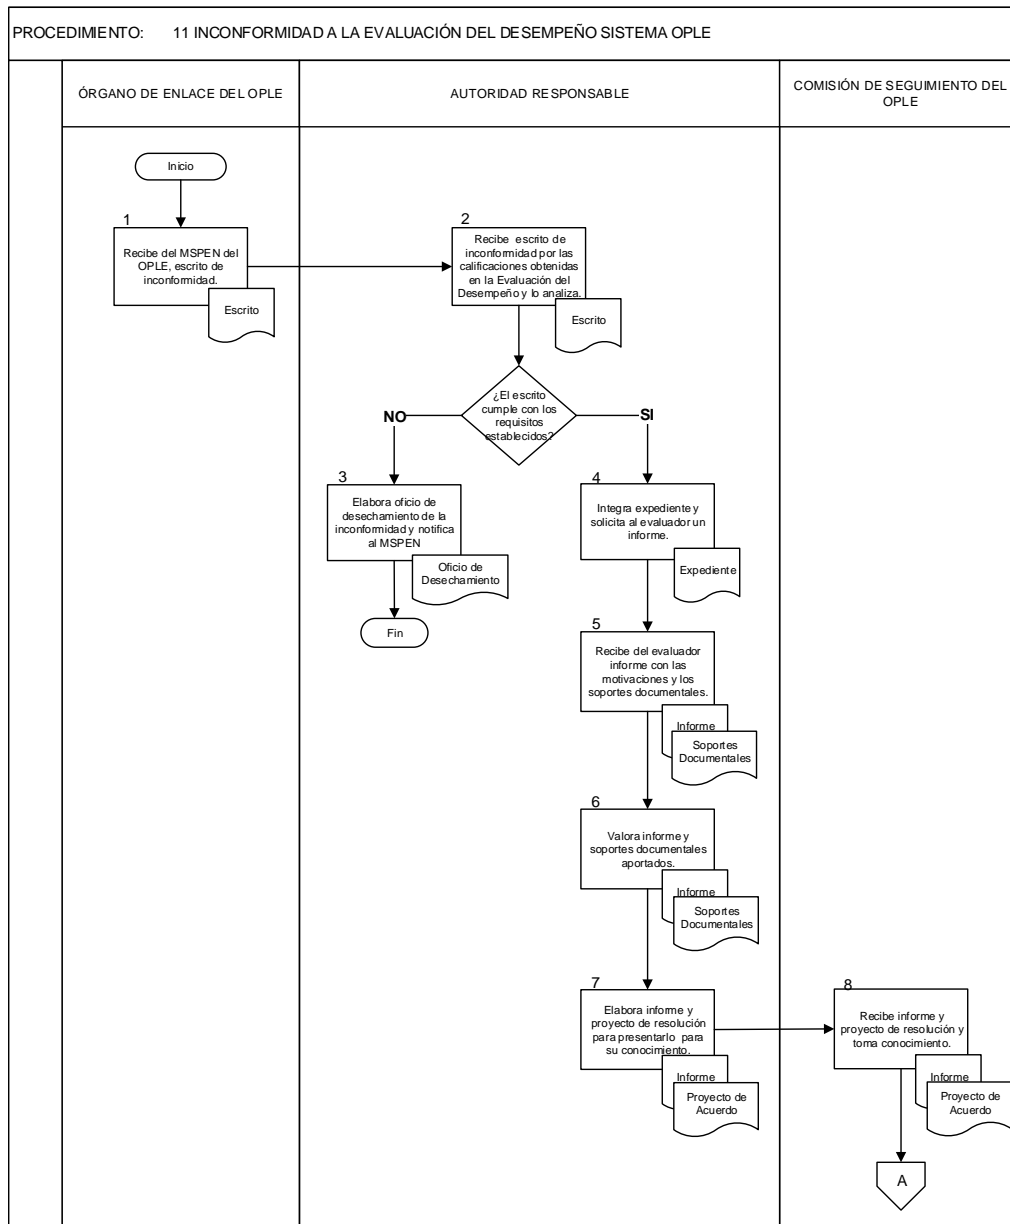 PROCEDIMIENTO: 11 INCONFORMIDAD A LA EVALUACIÓN DEL DESEMPEÑO SISTEMA OPLE
ÓRGANO DE ENLACE DEL OPLE
AUTORIDAD RESPONSABLE
COMISIÓN DE SEGUIMIENTO DEL
OPLE
Inicio
1
Recibe del MSPEN del
OPLE, escrito de
inconformidad.
Escrito
2
Recibe escrito de
inconformidad por las
calificaciones obtenidas
en la Evaluación del
Desempeño y lo analiza.
Escrito
¿El escrito
cumple con los
requisitos
establecidos?
NO
SI
3
Elabora oficio de
desechamiento de la
inconformidad y notifica
al MSPEN
Oficio de
Desechamiento
Fin
4
Integra expediente y
solicita al evaluador un
informe.
Expediente
5
Recibe del evaluador
informe con las
motivaciones y los
soportes documentales.
Informe
Soportes
Documentales
6
Valora informe y
soportes documentales
aportados.
Informe
Soportes
Documentales
7
Elabora informe y
proyecto de resolución
para presentarlo para
su conocimiento.
Informe
Proyecto de
Acuerdo
8
Recibe informe y
proyecto de resolución y
toma conocimiento.
Informe
Proyecto de
Acuerdo
A